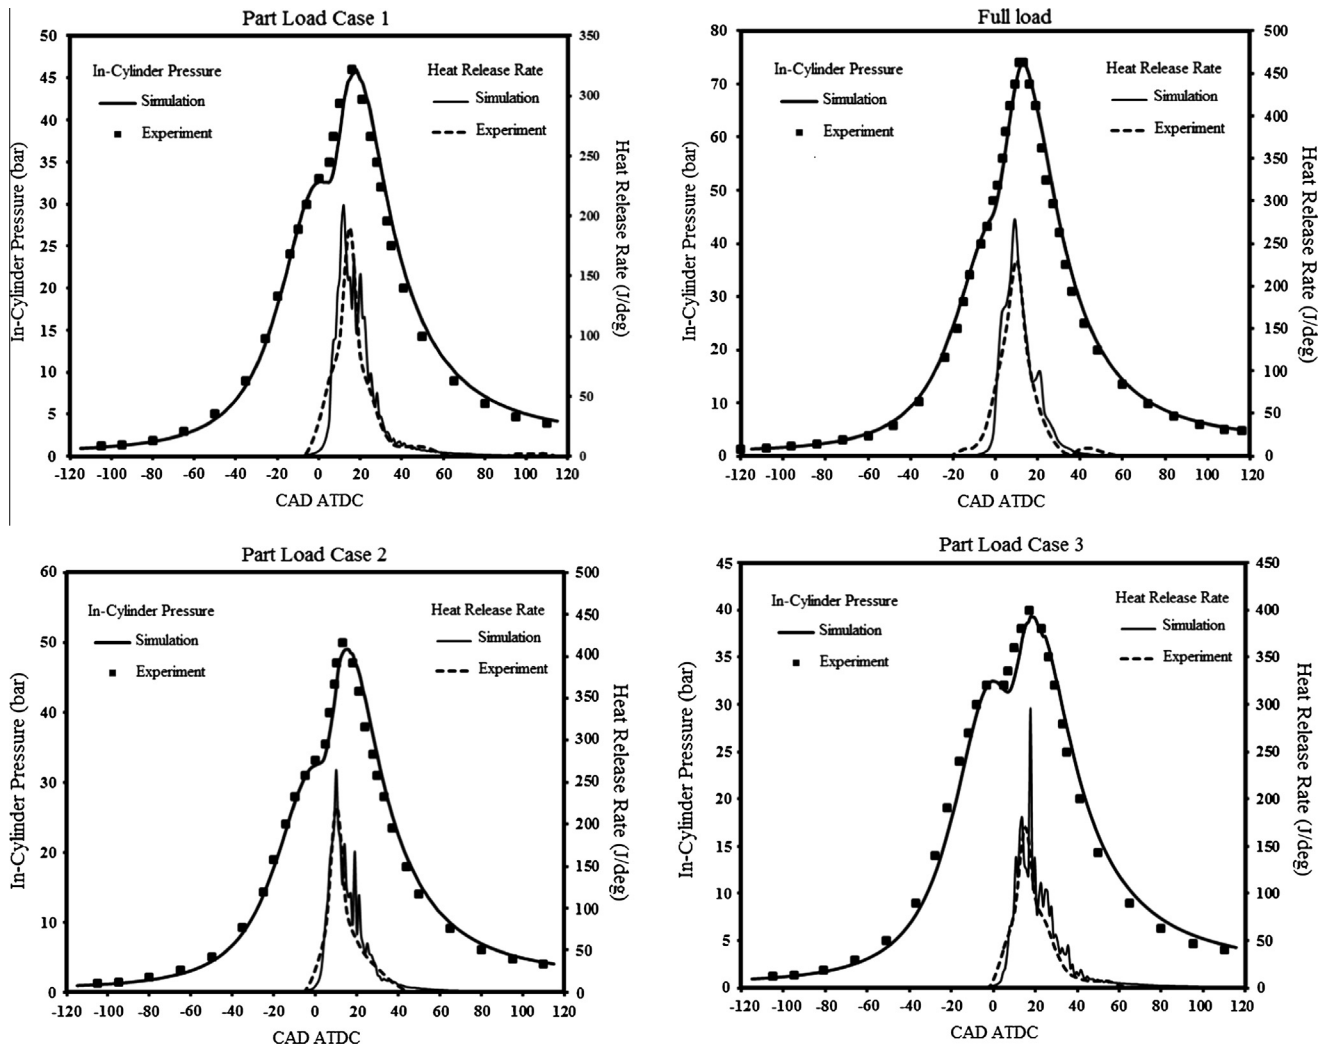 Part Load Case 1
50
45
40
35
30
25
20
15
10
5
0
In-Cylinder Pressure (bar)
In-Cylinder Pressure
Simulation
Experiment
Heat Release Rate
Simulation
Experiment
350
300
250
200
150
100
50
0
Heat Release Rate (J/deg)
-120 -100 -80 -60 -40 -20 0 20 40 60 80 100 120
CAD ATDC
Full load
80
70
60
50
40
30
20
10
0
In-Cylinder Pressure (bar)
In-Cylinder Pressure
Simulation
Experiment
Heat Release Rate
Simulation
Experiment
500
450
400
350
300
250
200
150
100
50
0
Heat Release Rate (J/deg)
-120 -100 -80 -60 -40 -20 0 20 40 60 80 100 120
CAD ATDC
Part Load Case 2
60
50
40
30
20
10
0
In-Cylinder Pressure (bar)
In-Cylinder Pressure
Simulation
Experiment
Heat Release Rate
Simulation
Experiment
500
450
400
350
300
250
200
150
100
50
0
Heat Release Rate (J/deg)
-120 -100 -80 -60 -40 -20 0 20 40 60 80 100 120
CAD ATDC
Part Load Case 3
45
40
35
30
25
20
15
10
5
0
In-Cylinder Pressure (bar)
In-Cylinder Pressure
Simulation
Experiment
Heat Release Rate
Simulation
Experiment
450
400
350
300
250
200
150
100
50
0
Heat Release Rate (J/deg)
-120 -100 -80 -60 -40 -20 0 20 40 60 80 100 120
CAD ATDC